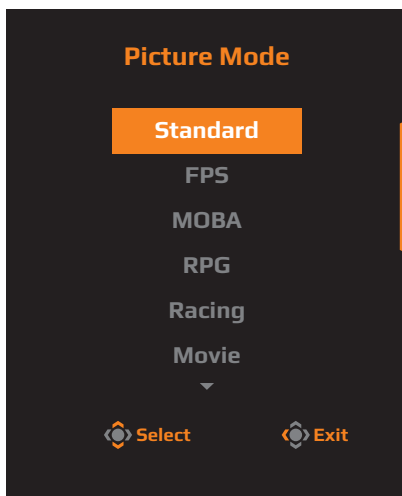 Picture Mode
Standard
FPS
MOBA
RPG
Racing
Movie
Select Exit